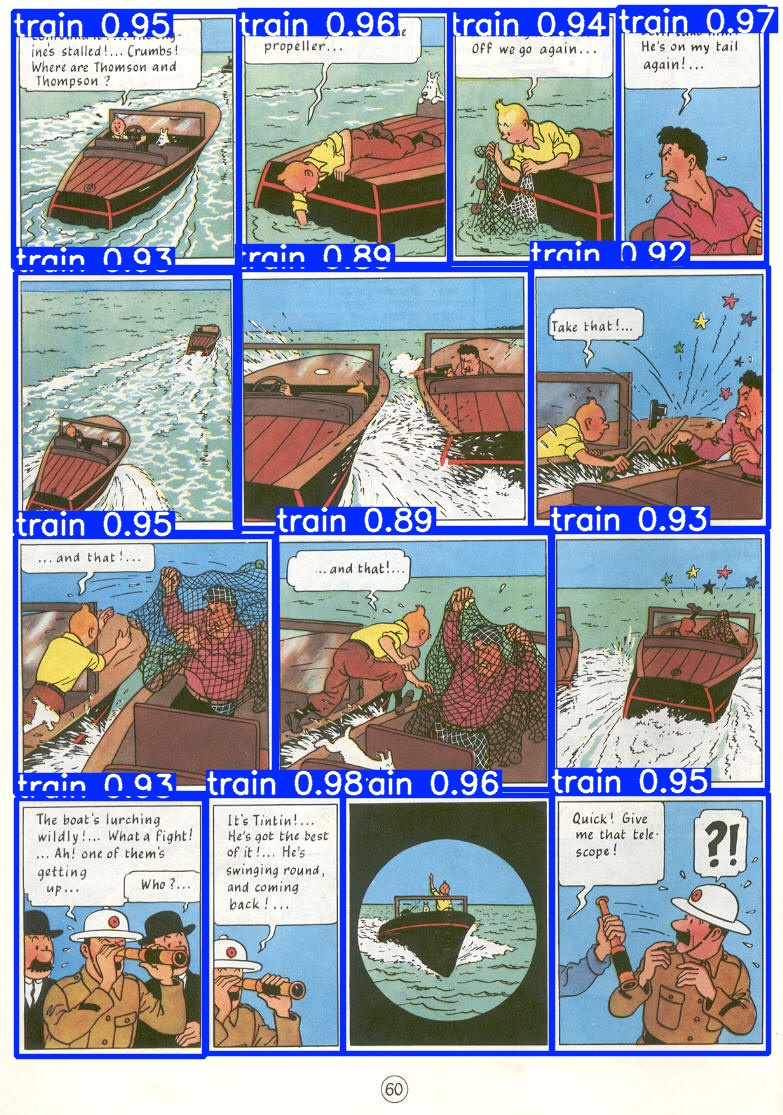 train 0.95
ine's stalled!... Crumbs!
Where are Thomson and
Thompson ?
train 0.96
propeller...
train 0.94
Off we go again...
train 0.97
He's on my tail
again!...
train 0.93
train 0.89
train 0.92
Take that!...
train 0.95
...and that!...
train 0.89
...and that!...
train 0.93
train 0.93
The boat's lurching
wildly!... What a fight!
... Ah! one of them's
getting
up...
Who ?...
train 0.98
It's Tintin!...
He's got the best
of it!... He's
swinging round,
and coming
back!...
ain 0.96
train 0.95
Quick! Give
me that tele-
scope!
?!
60